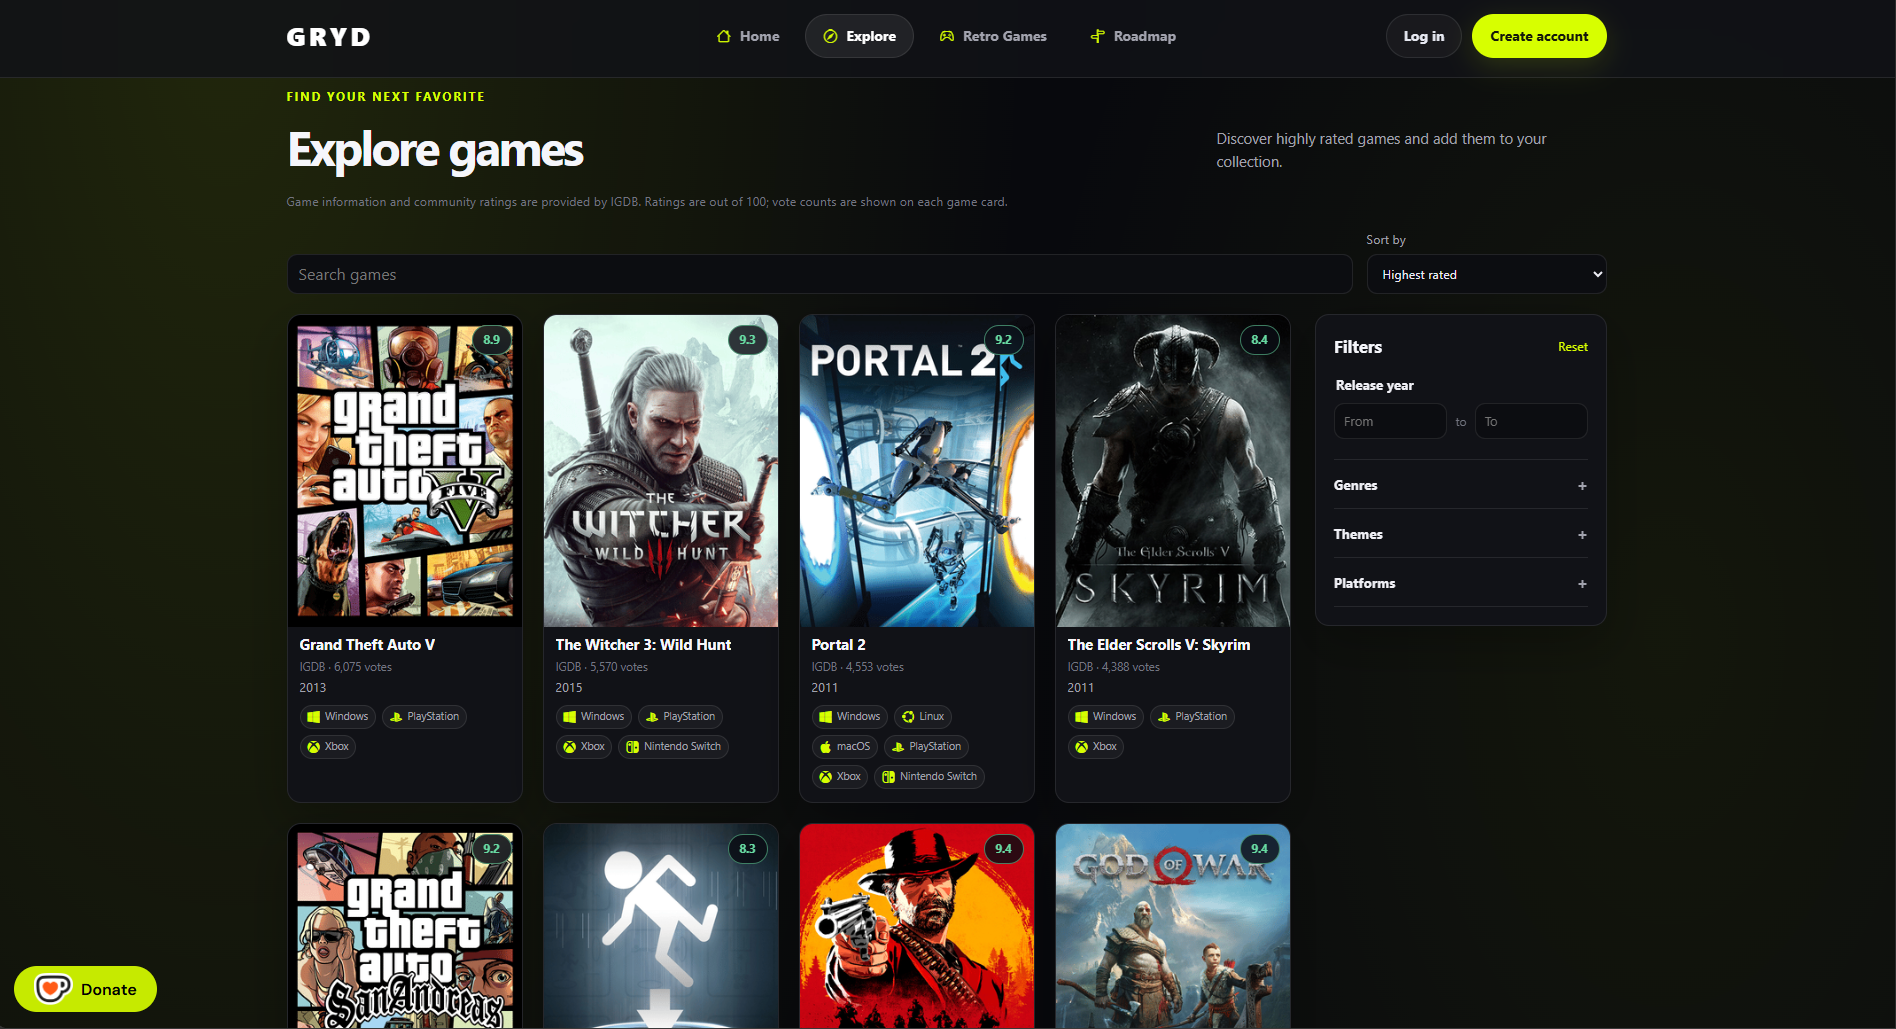 GRYD
Home
Explore
Retro Games
Roadmap
Log in
Create account
FIND YOUR NEXT FAVORITE
Explore games
Discover highly rated games and add them to your
collection.
Game information and community ratings are provided by IGDB. Ratings are out of 100; vote counts are shown on each game card.
Sort by
Search games
Highest rated
8.9
grand
theft
auto
FIVE
V
Grand Theft Auto V
IGDB · 6,075 votes
2013
Windows
PlayStation
Xbox
9.3
THE
WITCHER
WILD HUNT
The Witcher 3: Wild Hunt
IGDB · 5,570 votes
2015
Windows
PlayStation
Xbox
Nintendo Switch
9.2
PORTAL 2
Portal 2
IGDB · 4,553 votes
2011
Windows
Linux
macOS
PlayStation
Xbox
Nintendo Switch
8.4
The Elder Scrolls V
SKYRIM
The Elder Scrolls V: Skyrim
IGDB · 4,388 votes
2011
Windows
PlayStation
Xbox
Filters
Reset
Release year
From
to
To
Genres
+
Themes
+
Platforms
+
9.2
grand
theft
auto
SanAndreas
8.3
9.4
9.4
GOD OF WAR
Donate